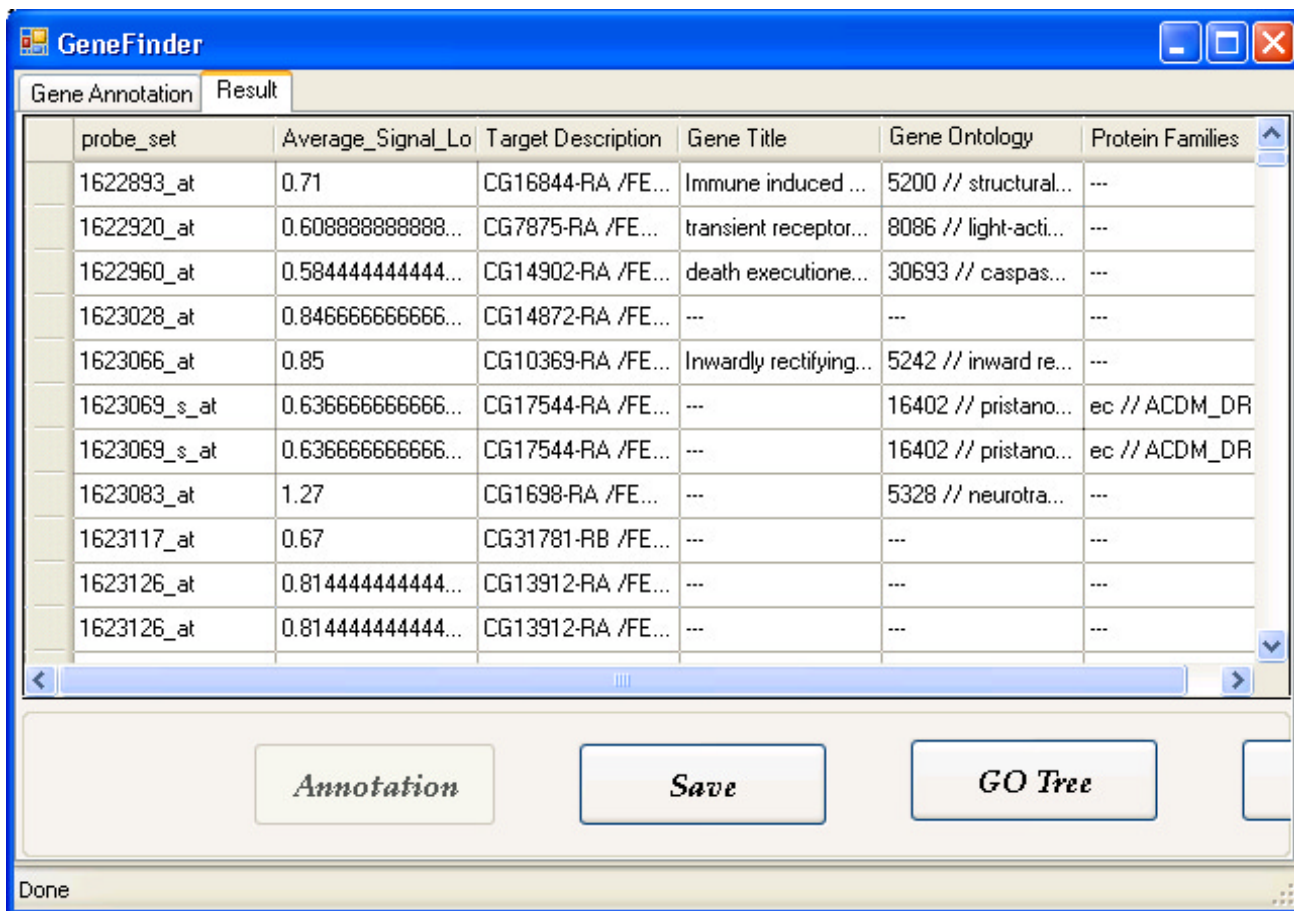 GeneFinder
Gene Annotation Result
probe_set Average_Signal_Lo Target Description Gene Title Gene Ontology Protein Families
1622893_at 0.71 CG16844-RA /FE... Immune induced ... 5200 // structural... ---
1622920_at 0.608888888888... CG7875-RA /FE... transient receptor... 8086 // light-acti... ---
1622960_at 0.584444444444... CG14902-RA /FE... death executione... 30693 // caspas... ---
1623028_at 0.846666666666... CG14872-RA /FE... --- --- ---
1623066_at 0.85 CG10369-RA /FE... Inwardly rectifying... 5242 // inward re... ---
1623069_s_at 0.636666666666... CG17544-RA /FE... --- 16402 // pristano... ec // ACDM_DR
1623069_s_at 0.636666666666... CG17544-RA /FE... --- 16402 // pristano... ec // ACDM_DR
1623083_at 1.27 CG1698-RA /FE... --- 5328 // neurotra... ---
1623117_at 0.67 CG31781-RB /FE... --- --- ---
1623126_at 0.814444444444... CG13912-RA /FE... --- --- ---
1623126_at 0.814444444444... CG13912-RA /FE... --- --- ---
Annotation Save GO Tree
Done